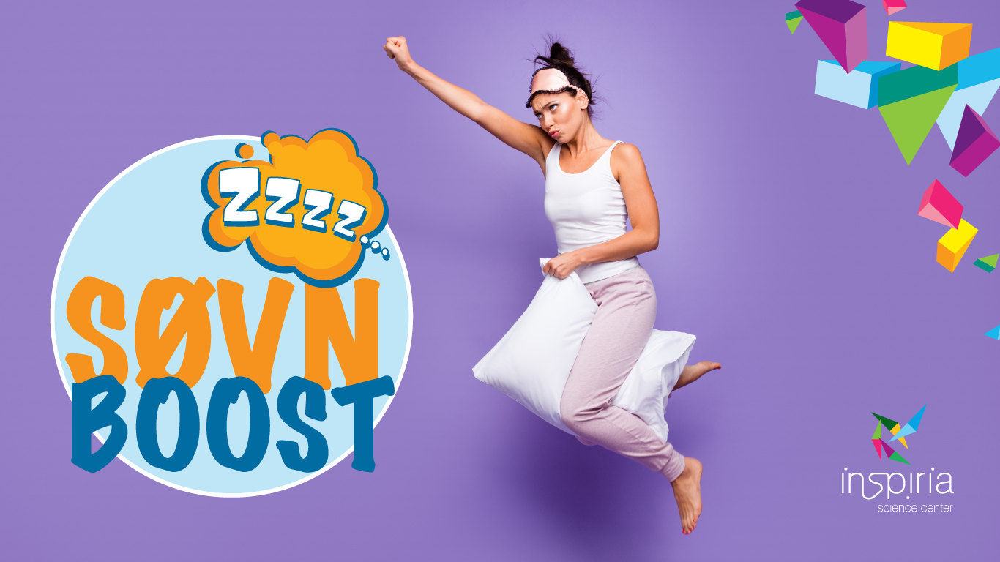 Zzzz...
SØVN
BOOST
inspiria
science center